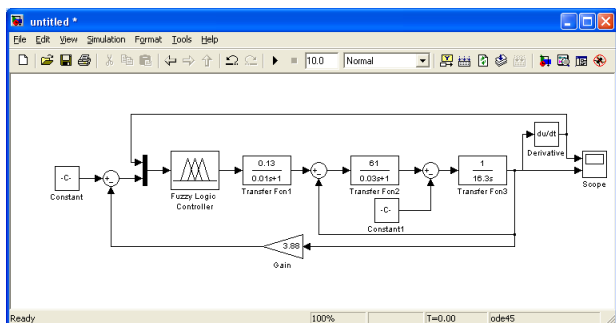 untitled *
File Edit View Simulation Format Tools Help
10.0 Normal
du/dt
Derivative
Scope
-C-
Constant
Fuzzy Logic
Controller
0.13
0.01s+1
Transfer Fcn1
61
0.03s+1
Transfer Fcn2
1
16.3s
Transfer Fcn3
-C-
Constant1
3.88
Gain
Ready 100% T=0.00 ode45